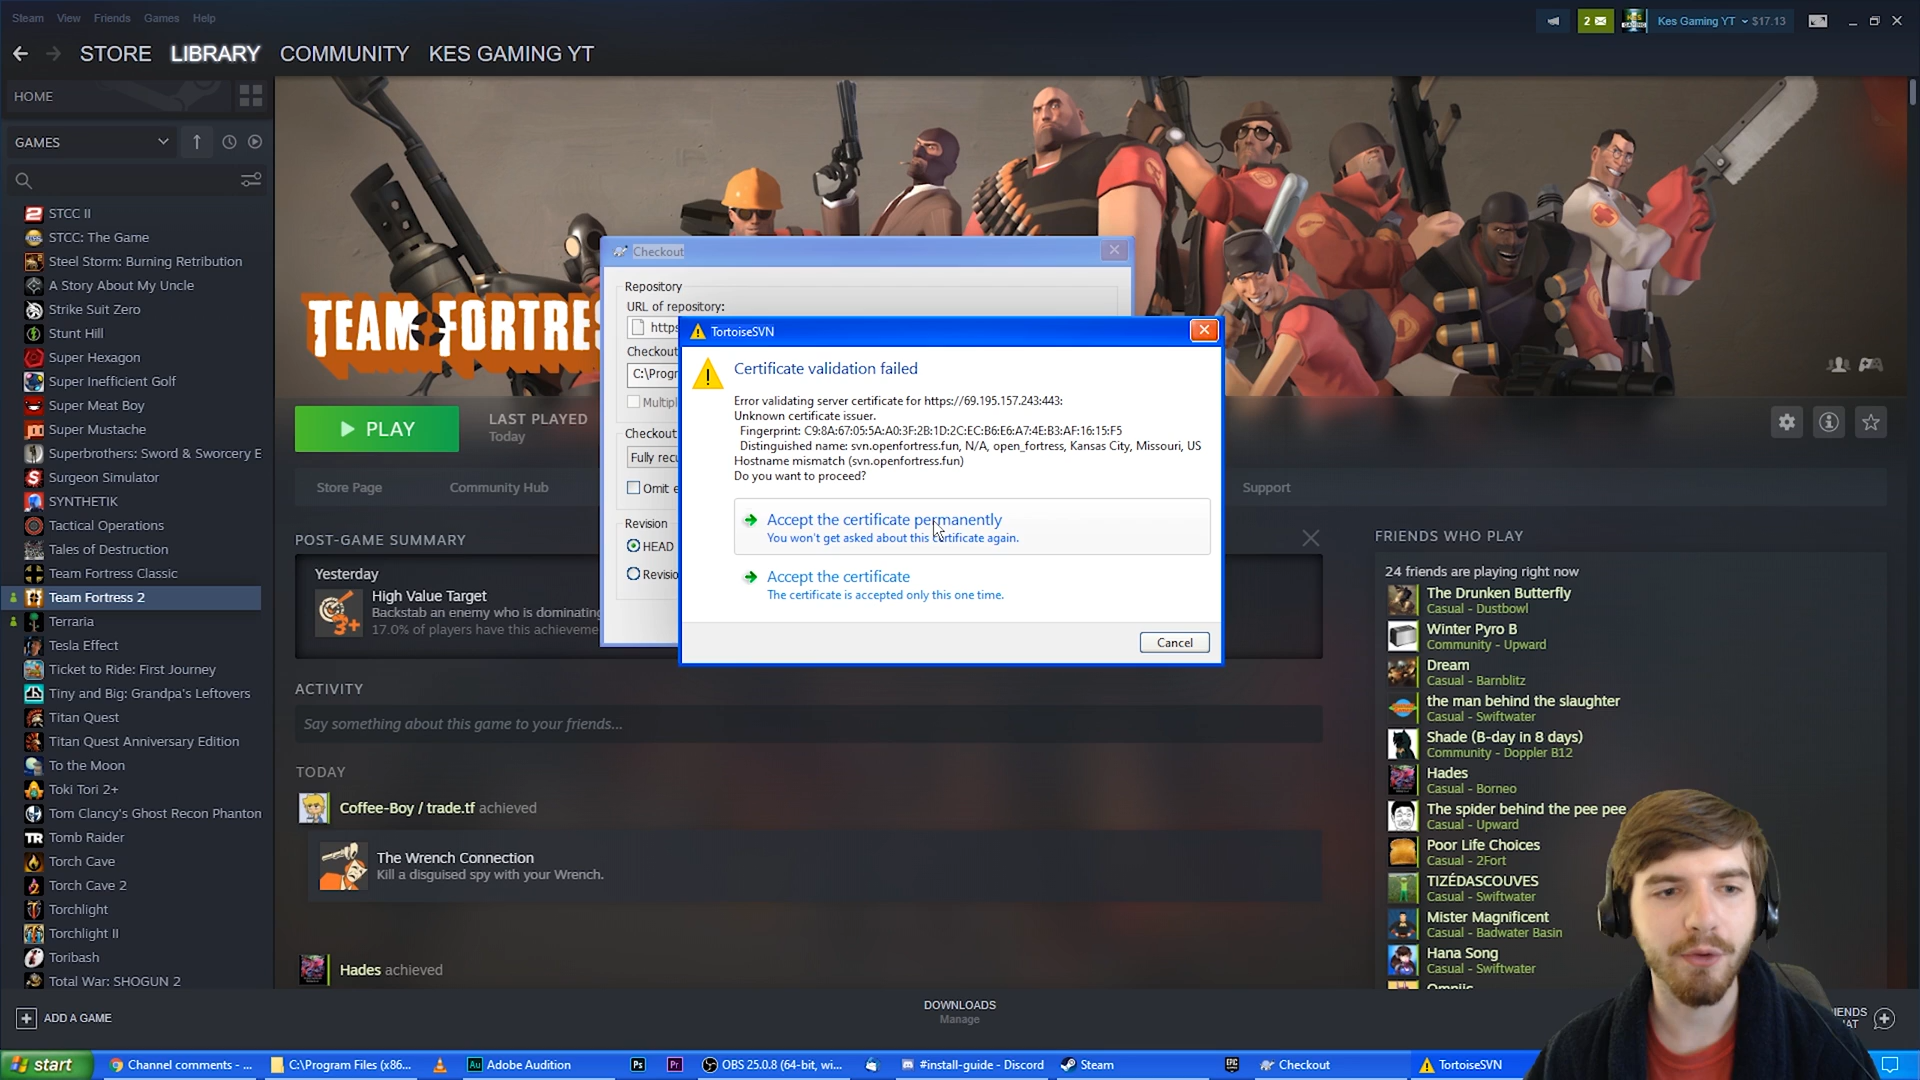 Steam View Friends Games Help
2
Kes Gaming YT $17.13
STORE LIBRARY COMMUNITY KES GAMING YT
HOME
GAMES
STCC II
STCC: The Game
Steel Storm: Burning Retribution
A Story About My Uncle
Strike Suit Zero
Stunt Hill
Super Hexagon
Super Inefficient Golf
Super Meat Boy
Super Mustache
Superbrothers: Sword & Sworcery E
Surgeon Simulator
SYNTHETIK
Tactical Operations
Tales of Destruction
Team Fortress Classic
Team Fortress 2
Terraria
Tesla Effect
Ticket to Ride: First Journey
Tiny and Big: Grandpa's Leftovers
Titan Quest
Titan Quest Anniversary Edition
To the Moon
Toki Tori 2+
Tom Clancy's Ghost Recon Phanton
Tomb Raider
Torch Cave
Torch Cave 2
Torchlight
Torchlight II
Toribash
Total War: SHOGUN 2
ADD A GAME
TEAM FORTRES
PLAY
LAST PLAYED
Today
Store Page
Community Hub
Support
Checkout
Repository
URL of repository:
https
Checkout
C:\Progr
Multipl
Checkout
Fully recu
Omit e
Revision
HEAD
Revisio
TortoiseSVN
Certificate validation failed
Error validating server certificate for https://69.195.157.243:443:
Unknown certificate issuer.
Fingerprint: C9:8A:67:05:5A:A0:3F:2B:1D:2C:EC:B6:E6:A7:4E:B3:AF:16:15:F5
Distinguished name: svn.openfortress.fun, N/A, open_fortress, Kansas City, Missouri, US
Hostname mismatch (svn.openfortress.fun)
Do you want to proceed?
Accept the certificate permanently
You won't get asked about this certificate again.
Accept the certificate
The certificate is accepted only this one time.
Cancel
POST-GAME SUMMARY
Yesterday
3+
High Value Target
Backstab an enemy who is dominating
17.0% of players have this achieveme
ACTIVITY
Say something about this game to your friends...
TODAY
Coffee-Boy / trade.tf achieved
The Wrench Connection
Kill a disguised spy with your Wrench.
Hades achieved
FRIENDS WHO PLAY
24 friends are playing right now
The Drunken Butterfly
Casual - Dustbowl
Winter Pyro B
Community - Upward
Dream
Casual - Barnblitz
the man behind the slaughter
Casual - Swiftwater
Shade (B-day in 8 days)
Community - Doppler B12
Hades
Casual - Borneo
The spider behind the pee pee
Casual - Upward
Poor Life Choices
Casual - 2Fort
TIZÉDASCOUVES
Casual - Swiftwater
Mister Magnificent
Casual - Badwater Basin
Hana Song
Casual - Swiftwater
DOWNLOADS
Manage
IENDS
AT
start
Channel comments - ...
C:\Program Files (x86...
Au Adobe Audition
Ps
Pr
OBS 25.0.8 (64-bit, wi...
#install-guide - Discord
Steam
EPIC
Checkout
TortoiseSVN